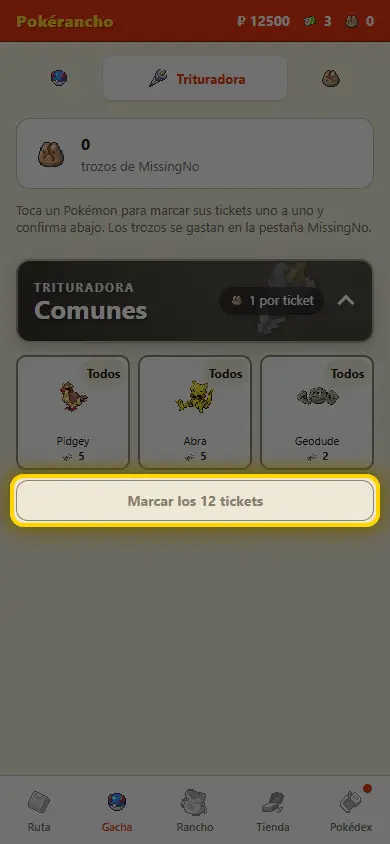 Pokérancho
₽ 12500 3 0
Trituradora
0
trozos de MissingNo
Toca un Pokémon para marcar sus tickets uno a uno y
confirma abajo. Los trozos se gastan en la pestaña MissingNo.
TRITURADORA
Comunes
1 por ticket
Todos Todos Todos
Pidgey Abra Geodude
5 5 2
Marcar los 12 tickets
Ruta Gacha Rancho Tienda Pokédex